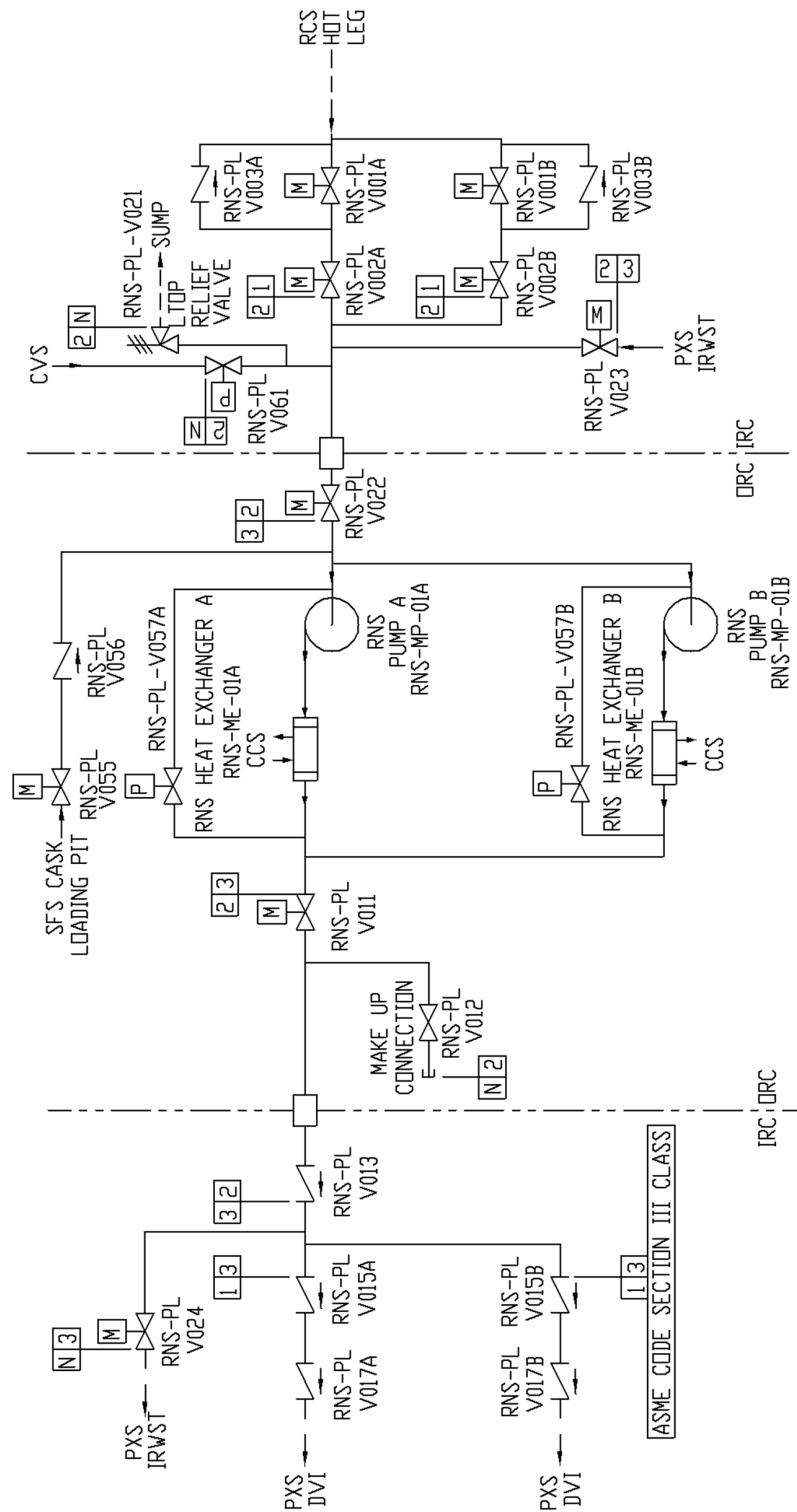 CVS
2 N
RNS-PL-V021
SUMP
LTOP
RELIEF
VALVE
N 2
P
RNS-PL
V061
RNS-PL
V003A
RCS
HOT
LEG
M
RNS-PL
V001A
2 1
M
RNS-PL
V002A
M
RNS-PL
V001B
RNS-PL
V003B
2 1
M
RNS-PL
V002B
M
2 3
RNS-PL
V023
PXS
IRWST
ORC IRC
3 2
M
RNS-PL
V022
SFS CASK
LOADING PIT
M
RNS-PL
V055
RNS-PL
V056
RNS-PL-V057A
P
RNS HEAT EXCHANGER A
RNS-ME-01A
CCS
RNS
PUMP A
RNS-MP-01A
RNS-PL-V057B
P
RNS HEAT EXCHANGER B
RNS-ME-01B
CCS
RNS
PUMP B
RNS-MP-01B
2 3
M
RNS-PL
V011
MAKE UP
CONNECTION
RNS-PL
V012
N 2
IRC ORC
3 2
RNS-PL
V013
N 3
M
RNS-PL
V024
PXS
IRWST
1 3
RNS-PL
V015A
RNS-PL
V017A
PXS
DVI
RNS-PL
V015B
RNS-PL
V017B
PXS
DVI
1 3
ASME CODE SECTION III CLASS